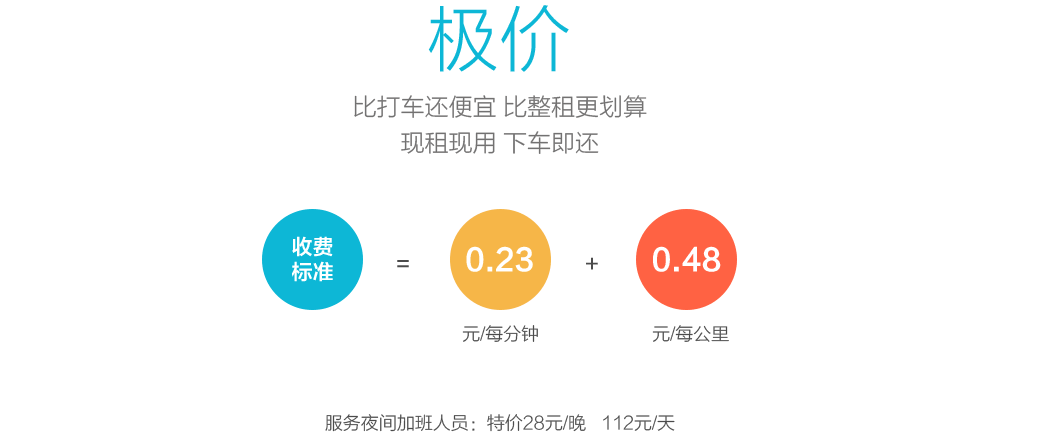 极价
比打车还便宜 比整租更划算
现租现用 下车即还
收费
标准
=
0.23
+
0.48
元/每分钟
元/每公里
服务夜间加班人员：特价28元/晚 112元/天